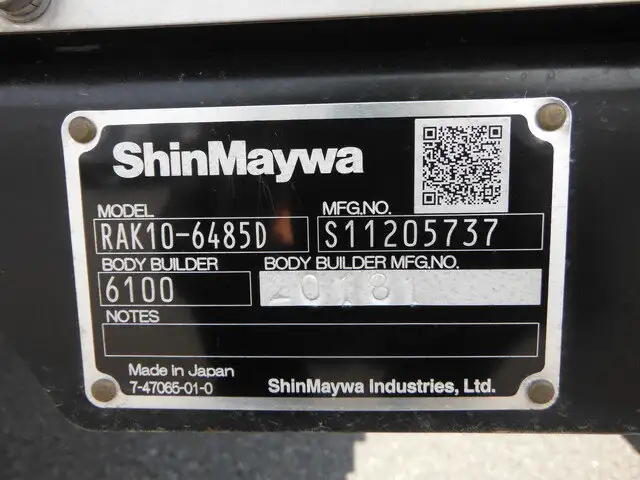 ShinMaywa
MODEL
MFG.NO.
RAK10-6485D
S11205737
BODY BUILDER
BODY BUILDER MFG.NO.
6100
20181
NOTES
Made in Japan
7-47065-01-0
ShinMaywa Industries, Ltd.